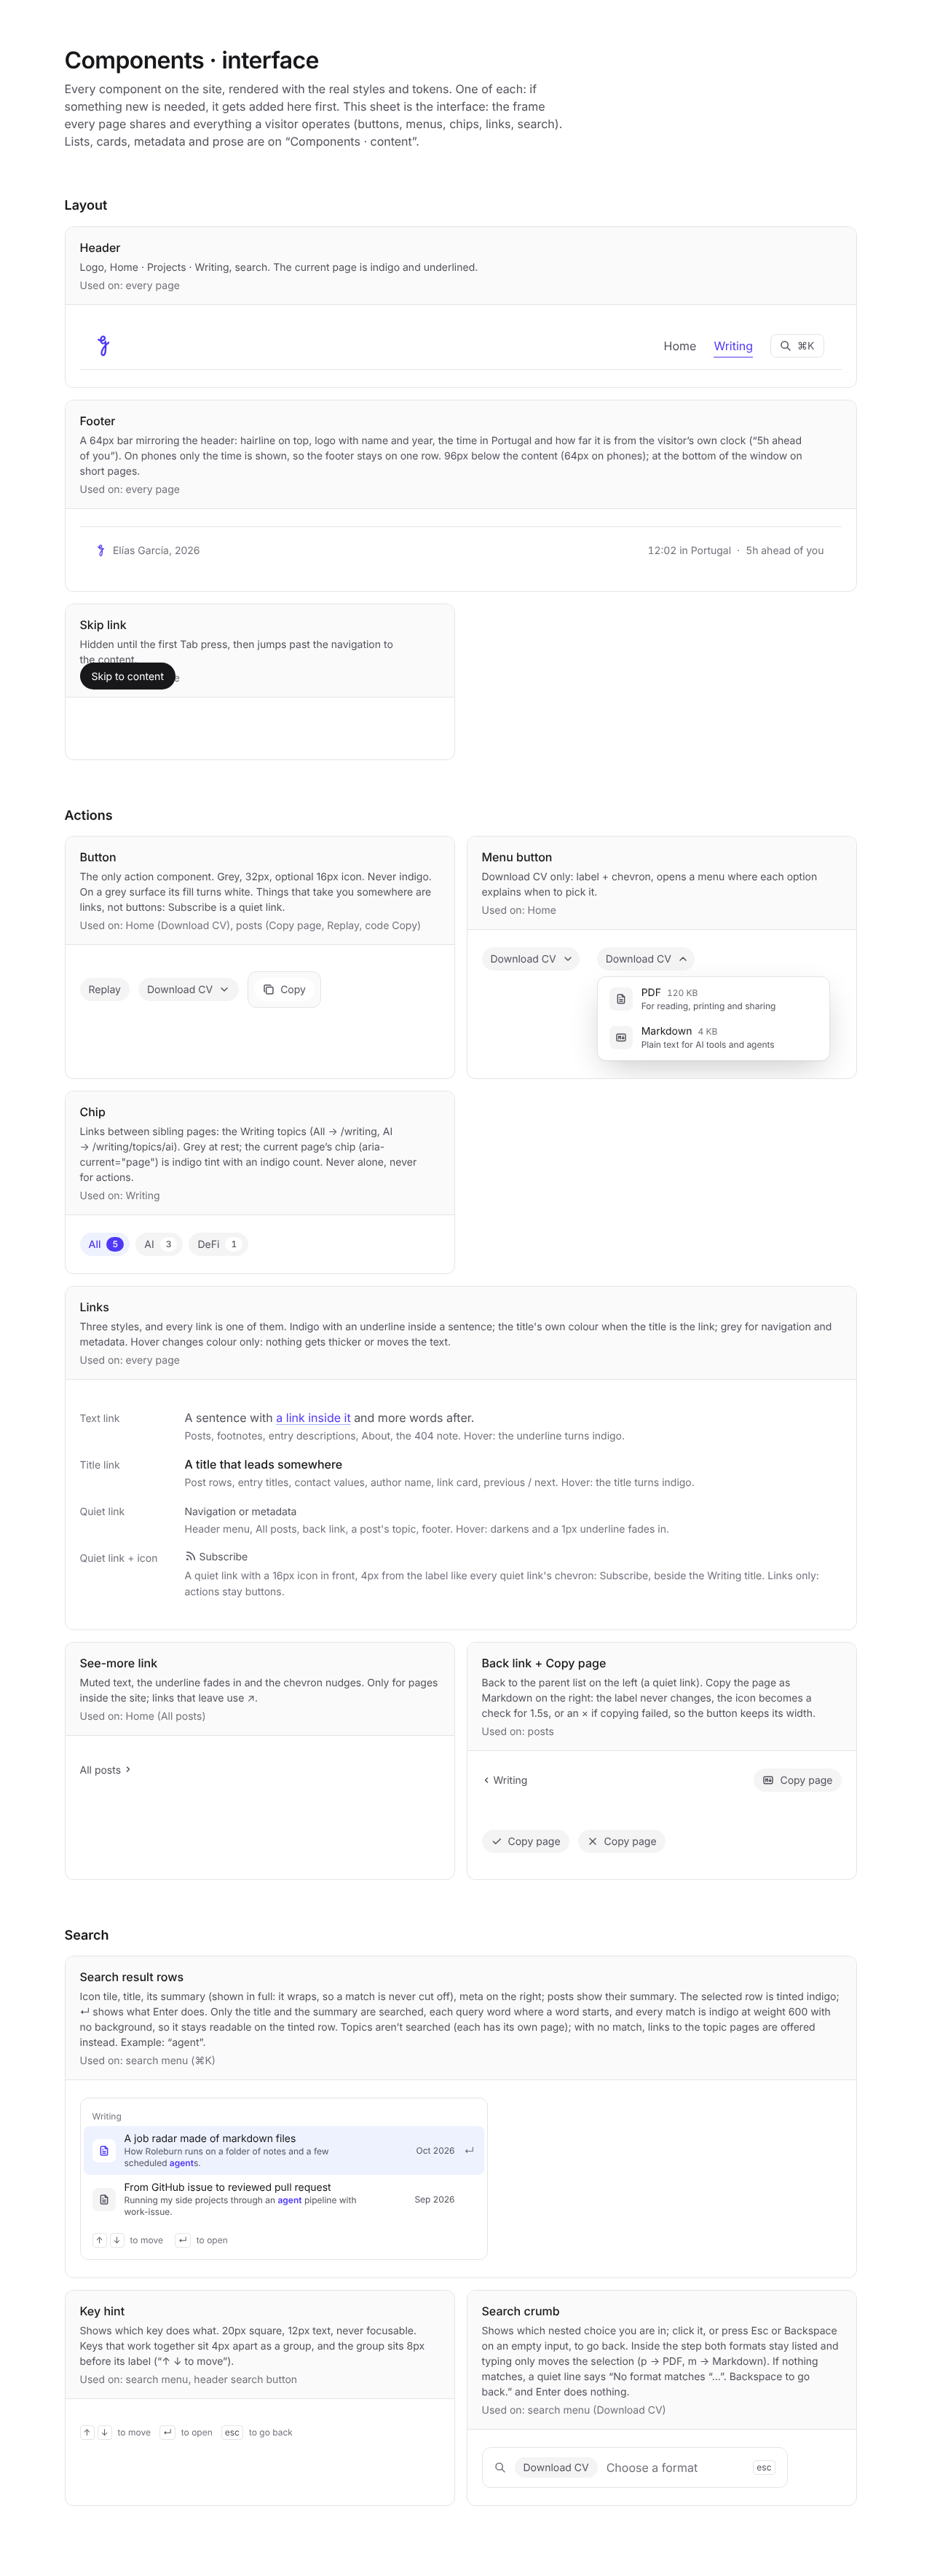 Components · interface
Every component on the site, rendered with the real styles and tokens. One of each: if
something new is needed, it gets added here first. This sheet is the interface: the frame
every page shares and everything a visitor operates (buttons, menus, chips, links, search).
Lists, cards, metadata and prose are on “Components · content”.
Layout
Header
Logo, Home · Projects · Writing, search. The current page is indigo and underlined.
Used on: every page
Home Writing ⌘K
Footer
A 64px bar mirroring the header: hairline on top, logo with name and year, the time in Portugal and how far it is from the visitor’s own clock (“5h ahead
of you”). On phones only the time is shown, so the footer stays on one row. 96px below the content (64px on phones); at the bottom of the window on
short pages.
Used on: every page
Elías García, 2026 12:02 in Portugal · 5h ahead of you
Skip link
Hidden until the first Tab press, then jumps past the navigation to
the content.
Skip to content
Actions
Button
The only action component. Grey, 32px, optional 16px icon. Never indigo.
On a grey surface its fill turns white. Things that take you somewhere are
links, not buttons: Subscribe is a quiet link.
Used on: Home (Download CV), posts (Copy page, Replay, code Copy)
Replay Download CV Copy
Menu button
Download CV only: label + chevron, opens a menu where each option
explains when to pick it.
Used on: Home
Download CV Download CV
PDF 120 KB
For reading, printing and sharing
Markdown 4 KB
Plain text for AI tools and agents
Chip
Links between sibling pages: the Writing topics (All → /writing, AI
→ /writing/topics/ai). Grey at rest; the current page’s chip (aria-
current="page") is indigo tint with an indigo count. Never alone, never
for actions.
Used on: Writing
All 5 AI 3 DeFi 1
Links
Three styles, and every link is one of them. Indigo with an underline inside a sentence; the title's own colour when the title is the link; grey for navigation and
metadata. Hover changes colour only: nothing gets thicker or moves the text.
Used on: every page
Text link A sentence with a link inside it and more words after.
Posts, footnotes, entry descriptions, About, the 404 note. Hover: the underline turns indigo.
Title link A title that leads somewhere
Post rows, entry titles, contact values, author name, link card, previous / next. Hover: the title turns indigo.
Quiet link Navigation or metadata
Header menu, All posts, back link, a post's topic, footer. Hover: darkens and a 1px underline fades in.
Quiet link + icon Subscribe
A quiet link with a 16px icon in front, 4px from the label like every quiet link's chevron: Subscribe, beside the Writing title. Links only:
actions stay buttons.
See-more link
Muted text, the underline fades in and the chevron nudges. Only for pages
inside the site; links that leave use ↗.
Used on: Home (All posts)
All posts ›
Back link + Copy page
Back to the parent list on the left (a quiet link). Copy the page as
Markdown on the right: the label never changes, the icon becomes a
check for 1.5s, or an × if copying failed, so the button keeps its width.
Used on: posts
‹ Writing Copy page
Copy page Copy page
Search
Search result rows
Icon tile, title, its summary (shown in full: it wraps, so a match is never cut off), meta on the right; posts show their summary. The selected row is tinted indigo;
↵ shows what Enter does. Only the title and the summary are searched, each query word where a word starts, and every match is indigo at weight 600 with
no background, so it stays readable on the tinted row. Topics aren’t searched (each has its own page); with no match, links to the topic pages are offered
instead. Example: “agent”.
Used on: search menu (⌘K)
Writing
A job radar made of markdown files
How Roleburn runs on a folder of notes and a few
scheduled agents.
Oct 2026 ↵
From GitHub issue to reviewed pull request
Running my side projects through an agent pipeline with
work-issue.
Sep 2026
↑ ↓ to move ↵ to open
Key hint
Shows which key does what. 20px square, 12px text, never focusable.
Keys that work together sit 4px apart as a group, and the group sits 8px
before its label (“↑ ↓ to move”).
Used on: search menu, header search button
↑ ↓ to move ↵ to open esc to go back
Search crumb
Shows which nested choice you are in; click it, or press Esc or Backspace
on an empty input, to go back. Inside the step both formats stay listed and
typing only moves the selection (p → PDF, m → Markdown). If nothing
matches, a quiet line says “No format matches “…”. Backspace to go
back.” and Enter does nothing.
Used on: search menu (Download CV)
Download CV Choose a format esc